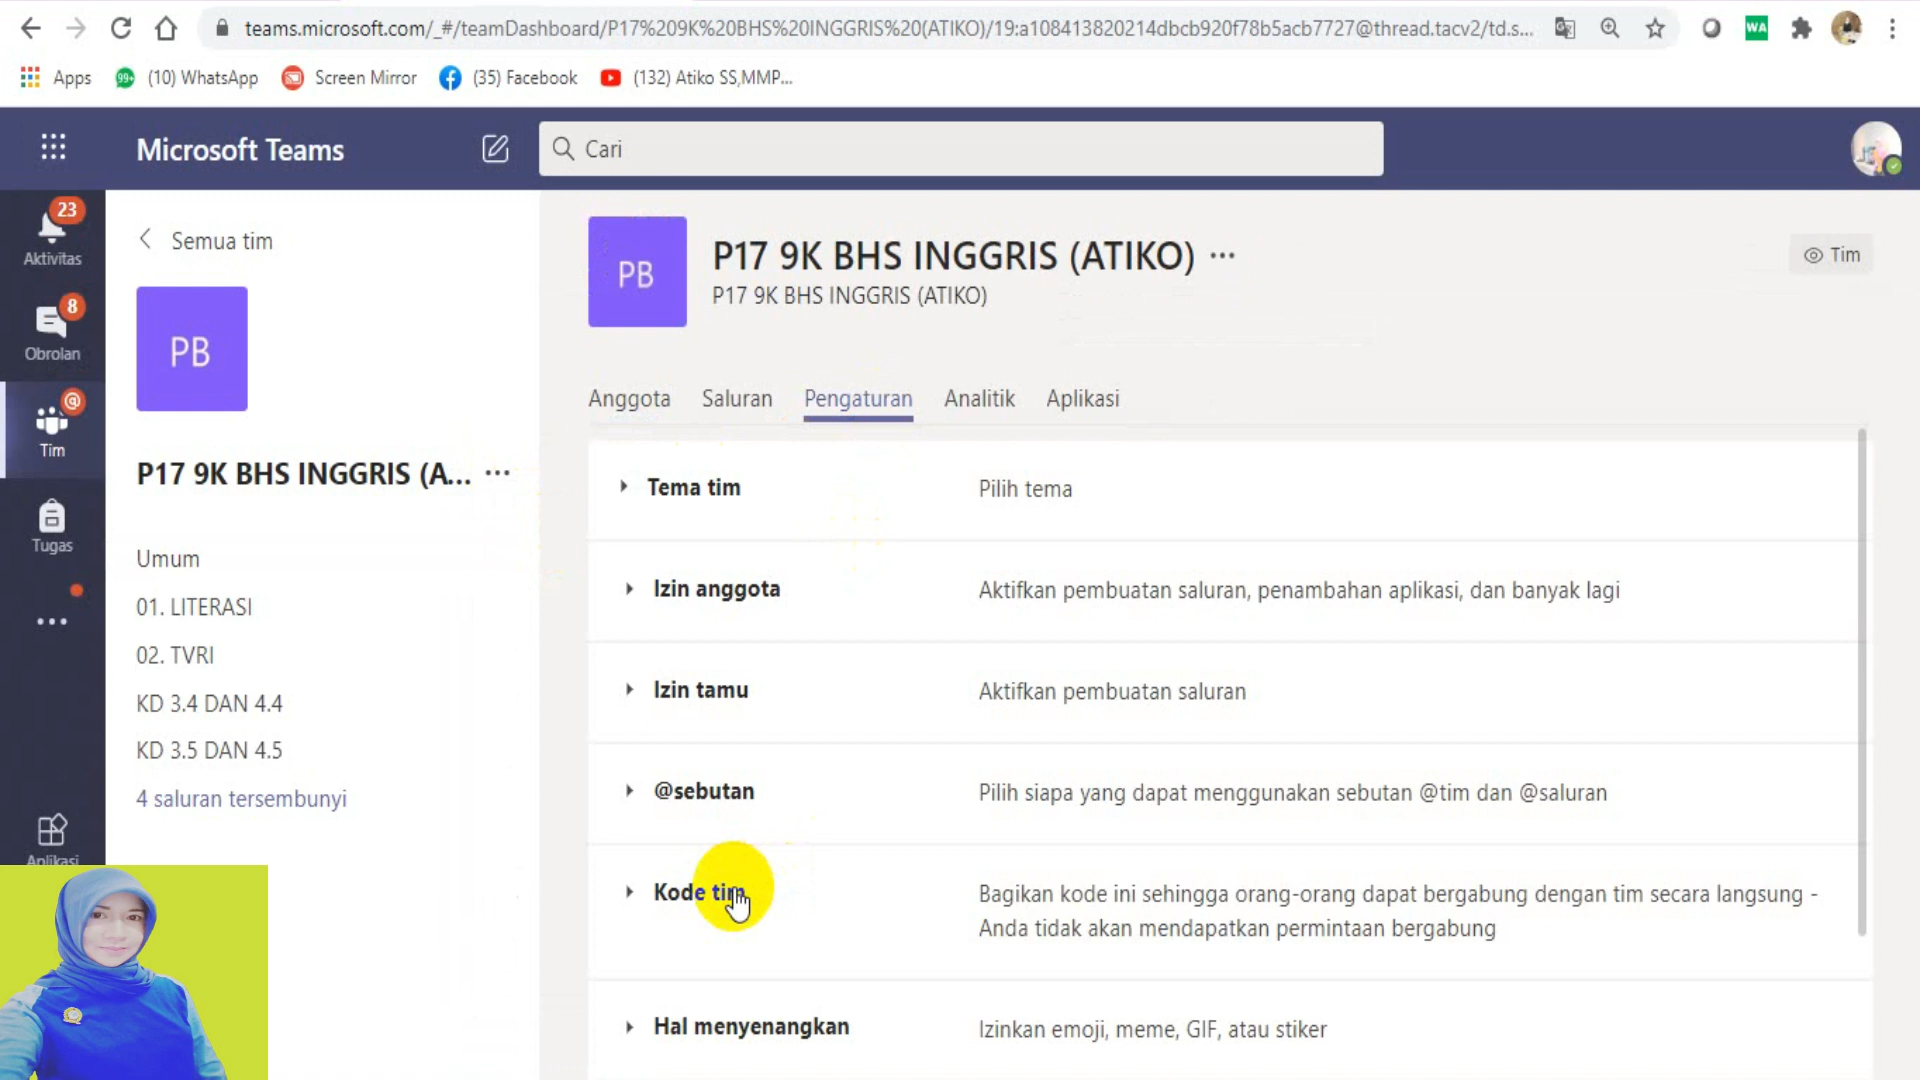 teams.microsoft.com/_#/teamDashboard/P17%209K%20BHS%20INGGRIS%20(ATIKO)/19:a108413820214dbcb920f78b5acb7727@thread.tacv2/td.s...
WA
Apps
99+
(10) WhatsApp
Screen Mirror
(35) Facebook
(132) Atiko SS,MMP...
Microsoft Teams
Cari
23
Aktivitas
8
Obrolan
@
Tim
Tugas
Aplikasi
Semua tim
PB
P17 9K BHS INGGRIS (A... ...
Umum
01. LITERASI
02. TVRI
KD 3.4 DAN 4.4
KD 3.5 DAN 4.5
4 saluran tersembunyi
PB
P17 9K BHS INGGRIS (ATIKO) ...
P17 9K BHS INGGRIS (ATIKO)
Tim
Anggota Saluran Pengaturan Analitik Aplikasi
Tema tim Pilih tema
Izin anggota Aktifkan pembuatan saluran, penambahan aplikasi, dan banyak lagi
Izin tamu Aktifkan pembuatan saluran
@sebutan Pilih siapa yang dapat menggunakan sebutan @tim dan @saluran
Kode tim Bagikan kode ini sehingga orang-orang dapat bergabung dengan tim secara langsung -
Anda tidak akan mendapatkan permintaan bergabung
Hal menyenangkan Izinkan emoji, meme, GIF, atau stiker